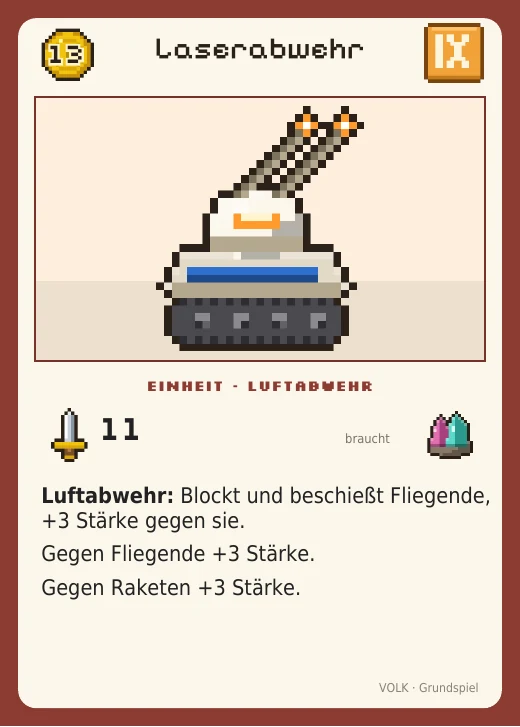 13
Laserabwehr
IX
EINHEIT · LUFTABWEHR
11
braucht
Luftabwehr: Blockt und beschießt Fliegende,
+3 Stärke gegen sie.
Gegen Fliegende +3 Stärke.
Gegen Raketen +3 Stärke.
VOLK · Grundspiel